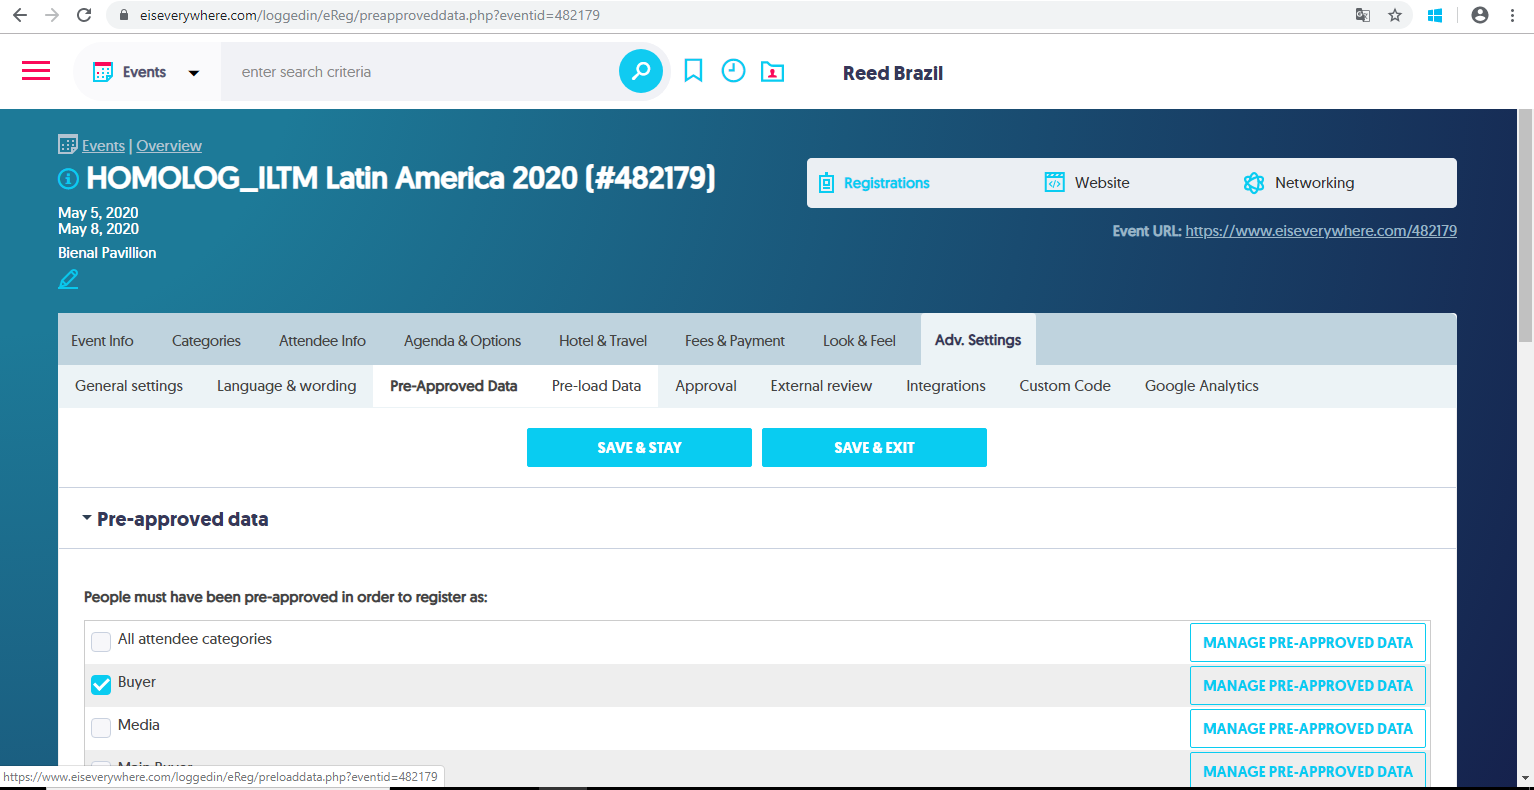 eiseverywhere.com/loggedin/eReg/preapproveddata.php?eventid=482179
Events enter search criteria Reed Brazil
Events | Overview
HOMOLOG_ILTM Latin America 2020 (#482179)
Registrations Website Networking
May 5, 2020
May 8, 2020
Event URL: https://www.eiseverywhere.com/482179
Bienal Pavillion
Event Info Categories Attendee Info Agenda & Options Hotel & Travel Fees & Payment Look & Feel Adv. Settings
General settings Language & wording Pre-Approved Data Pre-load Data Approval External review Integrations Custom Code Google Analytics
SAVE & STAY SAVE & EXIT
Pre-approved data
People must have been pre-approved in order to register as:
All attendee categories MANAGE PRE-APPROVED DATA
Buyer MANAGE PRE-APPROVED DATA
Media MANAGE PRE-APPROVED DATA
MANAGE PRE-APPROVED DATA
https://www.eiseverywhere.com/loggedin/eReg/preloaddata.php?eventid=482179